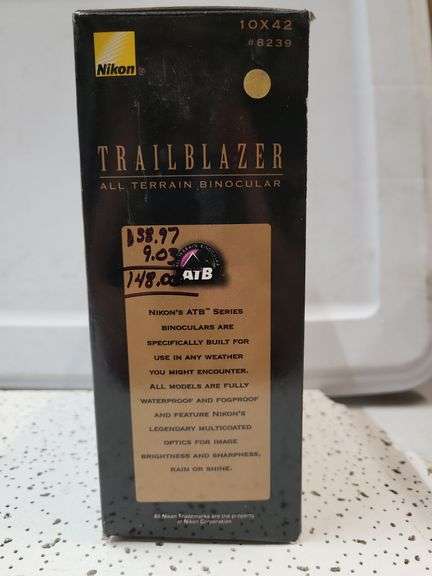 10X42
#8239
Nikon®
TRAILBLAZER
ALL TERRAIN BINOCULAR
138.97
9.03
148.00
ATB
NIKON'S ATB™ SERIES
BINOCULARS ARE
SPECIFICALLY BUILT FOR
USE IN ANY WEATHER
YOU MIGHT ENCOUNTER.
ALL MODELS ARE FULLY
WATERPROOF AND FOGPROOF
AND FEATURE NIKON'S
LEGENDARY MULTICOATED
OPTICS FOR IMAGE
BRIGHTNESS AND SHARPNESS,
RAIN OR SHINE.
All Nikon Trademarks are the property
of Nikon Corporation.